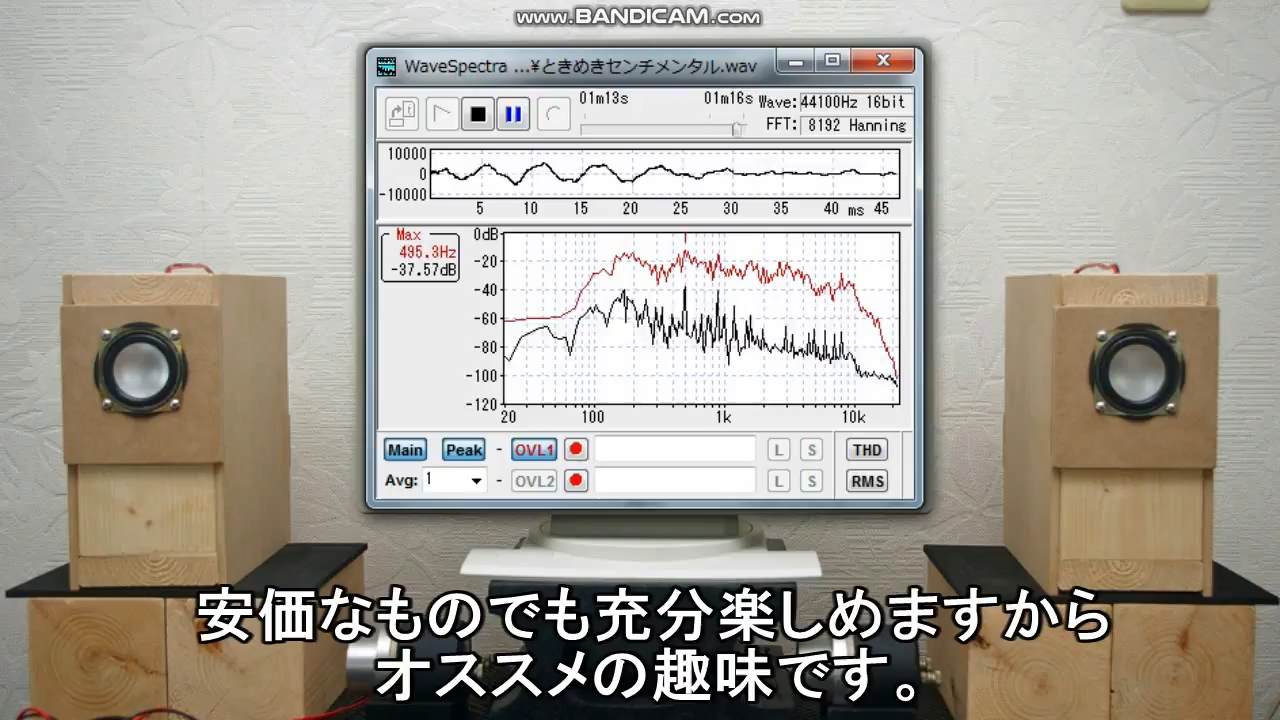 www.BANDICAM.com
WaveSpectra ...¥ときめきセンチメンタル.wav
01m13s 01m16s Wave: 44100Hz 16bit
FFT: 8192 Hanning
10000
0
-10000
5 10 15 20 25 30 35 40 ms 45
Max
495.3Hz
-37.57dB
0dB
-20
-40
-60
-80
-100
-120
20 100 1k 10k
Main Peak - OVL1 L S THD
Avg: 1 - OVL2 L S RMS
安価なものでも充分楽しめますから
オススメの趣味です。